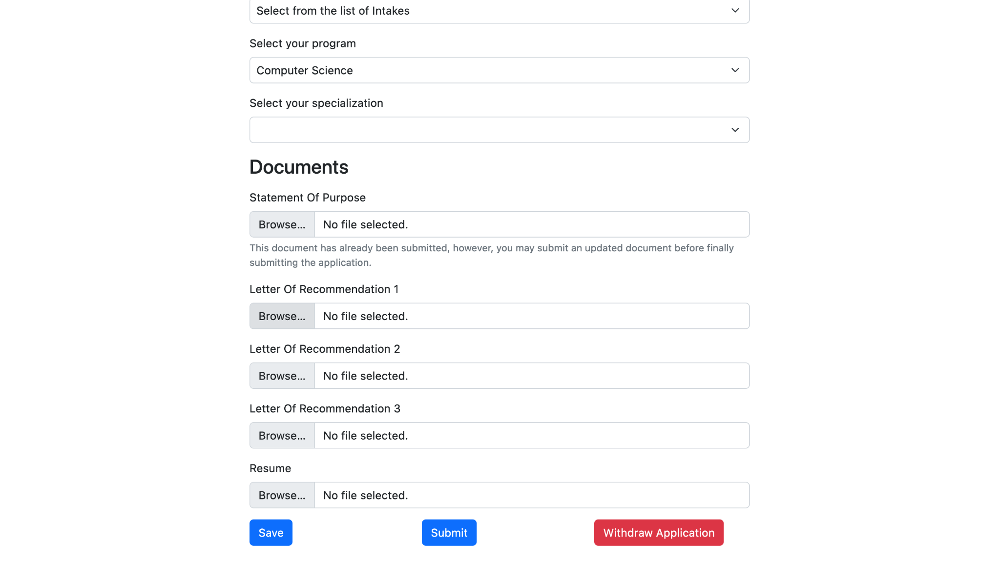 Select from the list of Intakes
Select your program
Computer Science
Select your specialization
Documents
Statement Of Purpose
Browse... No file selected.
This document has already been submitted, however, you may submit an updated document before finally
submitting the application.
Letter Of Recommendation 1
Browse... No file selected.
Letter Of Recommendation 2
Browse... No file selected.
Letter Of Recommendation 3
Browse... No file selected.
Resume
Browse... No file selected.
Save Submit Withdraw Application